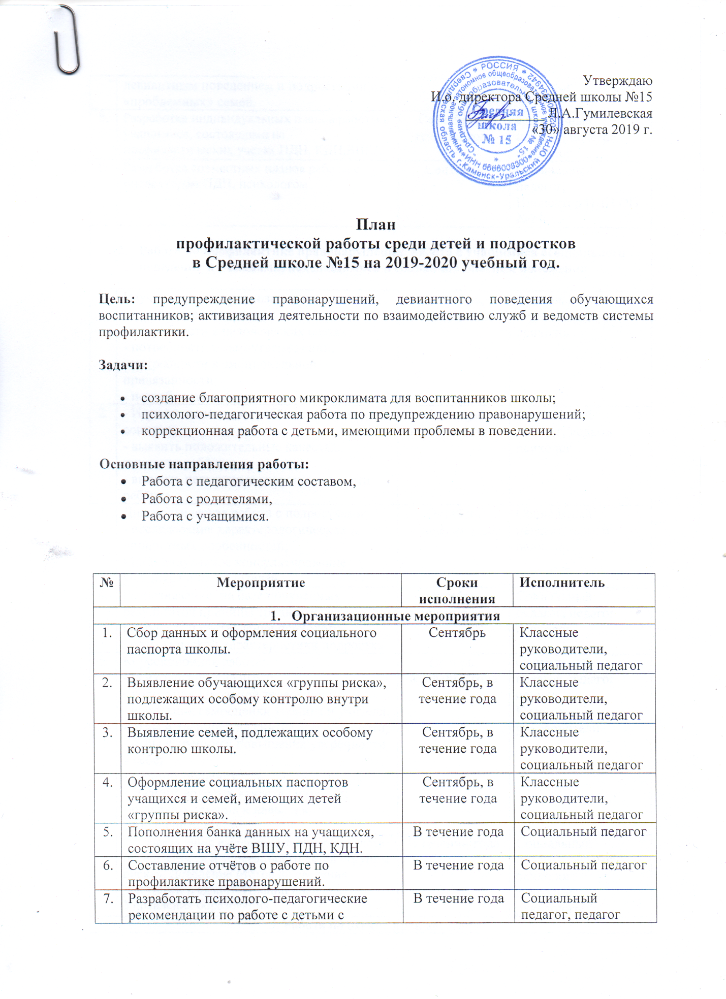 Утверждаю
И.о. директора Средней школы №15
Л.А.Гумилевская
«30» августа 2019 г.
РОССИЯ
Свердловская область г.Каменск-Уральский ОГРН
муниципальное автономное общеобразовательное учреждение
ИНН 6666008300
"Средняя общеобразовательная школа № 15"
Средняя
школа
№ 15
План
профилактической работы среди детей и подростков
в Средней школе №15 на 2019-2020 учебный год.
Цель: предупреждение правонарушений, девиантного поведения обучающихся
воспитанников; активизация деятельности по взаимодействию служб и ведомств системы
профилактики.
Задачи:
• создание благоприятного микроклимата для воспитанников школы;
• психолого-педагогическая работа по предупреждению правонарушений;
• коррекционная работа с детьми, имеющими проблемы в поведении.
Основные направления работы:
• Работа с педагогическим составом,
• Работа с родителями,
• Работа с учащимися.
№ Мероприятие Сроки Исполнитель
исполнения
1. Организационные мероприятия
1. Сбор данных и оформления социального Сентябрь Классные
паспорта школы. руководители,
социальный педагог
2. Выявление обучающихся «группы риска», Сентябрь, в Классные
подлежащих особому контролю внутри течение года руководители,
школы. социальный педагог
3. Выявление семей, подлежащих особому Сентябрь, в Классные
контролю школы. течение года руководители,
социальный педагог
4. Оформление социальных паспортов Сентябрь, в Классные
учащихся и семей, имеющих детей течение года руководители,
«группы риска». социальный педагог
5. Пополнения банка данных на учащихся, В течение года Социальный педагог
состоящих на учёте ВШУ, ПДН, КДН.
6. Составление отчётов о работе по В течение года Социальный педагог
профилактике правонарушений.
7. Разработать психолого-педагогические В течение года Социальный
рекомендации по работе с детьми с педагог, педагог